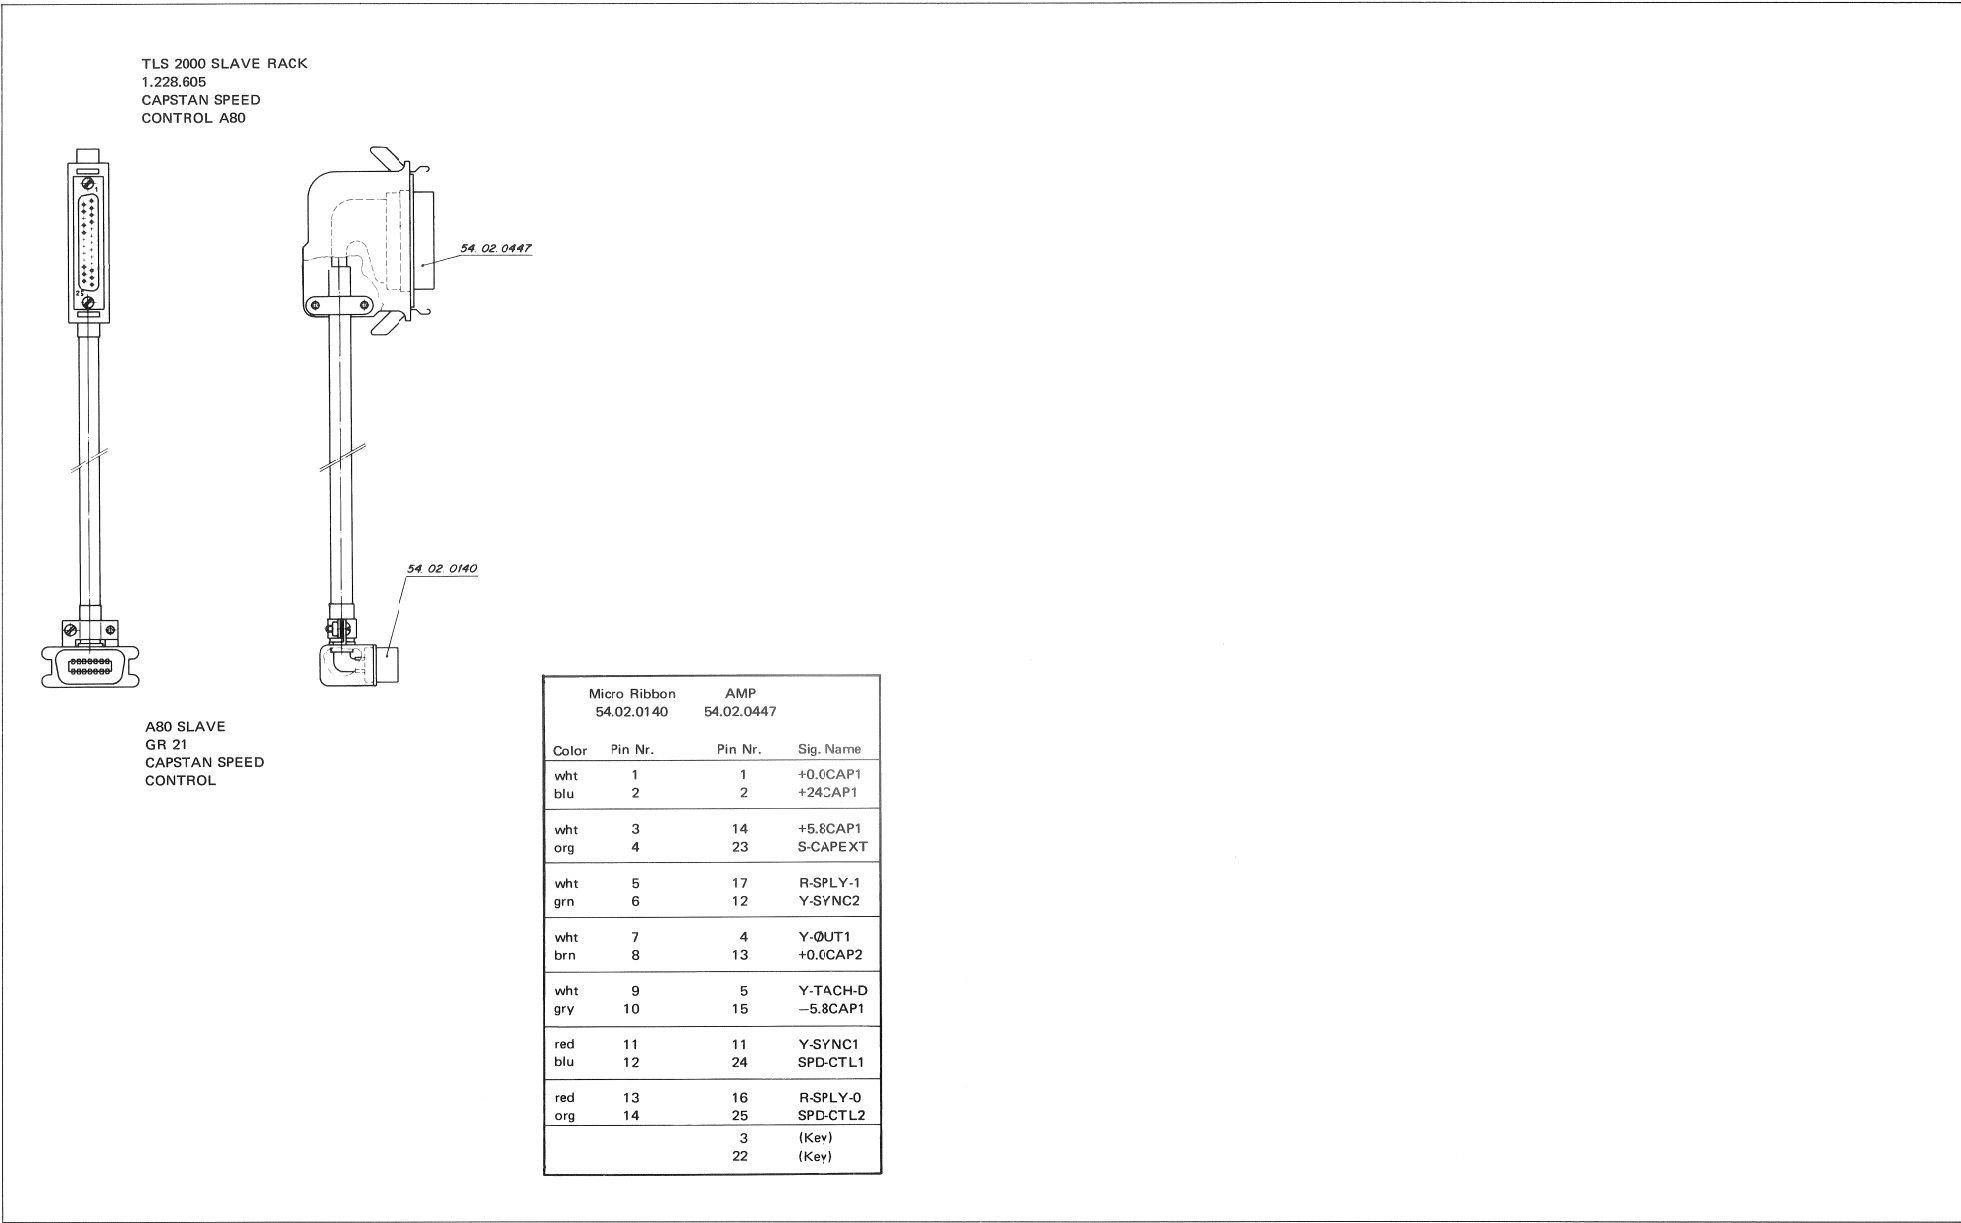 TLS 2000 SLAVE RACK
1.228.605
CAPSTAN SPEED
CONTROL A80
1
25
54. 02. 0447
54. 02. 0140
A80 SLAVE
GR 21
CAPSTAN SPEED
CONTROL
Micro Ribbon AMP
54.02.0140 54.02.0447
Color Pin Nr. Pin Nr. Sig. Name
wht 1 1 +0.0CAP1
blu 2 2 +24CAP1
wht 3 14 +5.8CAP1
org 4 23 S-CAPEXT
wht 5 17 R-SPLY-1
grn 6 12 Y-SYNC2
wht 7 4 Y-ØUT1
brn 8 13 +0.0CAP2
wht 9 5 Y-TACH-D
gry 10 15 —5.8CAP1
red 11 11 Y-SYNC1
blu 12 24 SPD-CTL1
red 13 16 R-SPLY-0
org 14 25 SPD-CTL2
3 (Key)
22 (Key)